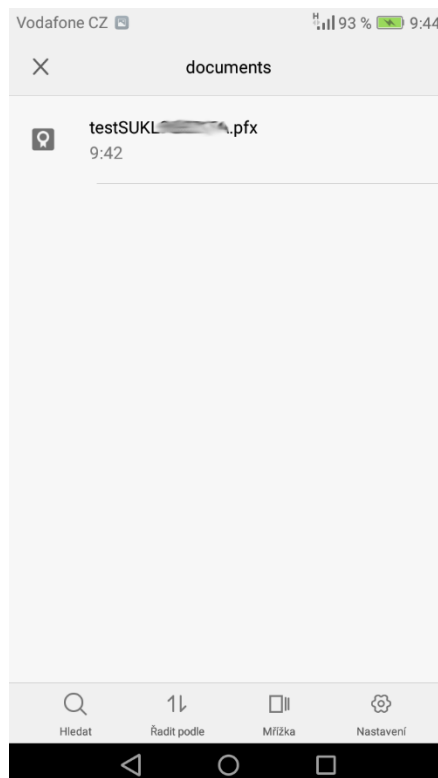 Vodafone CZ H 93 % 9:44
documents
testSUKL .pfx
9:42
Hledat Řadit podle Mřížka Nastavení